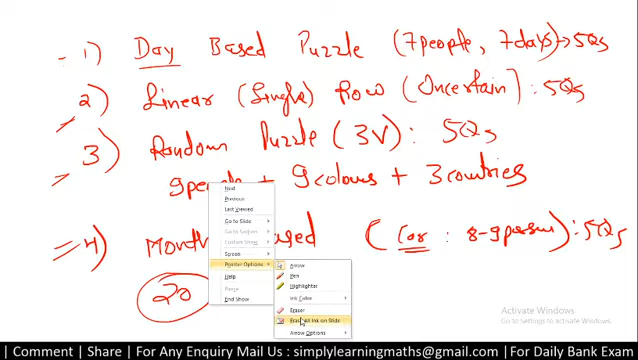 1) Day Based Puzzle (7people, 7days)→5Qs
2) Linear (Single) Row (Uncertain) : 5Qs
3) Random Puzzle (3V) : 5Qs
9 + 9colours + 3countries
4) Month ased (Car : 8-9person) : 5Qs
20
Next
Previous
Last Viewed
Go to Slide
Go to Section
Custom Show
Screen
Pointer Options
Help
Pause
End Show
Arrow
Pen
Highlighter
Ink Color
Eraser
Erase All Ink on Slide
Arrow Options
Activate Windows
Go to Settings to activate Windows.
| Comment | Share | For Any Enquiry Mail Us : simplylearningmaths@gmail.com | For Daily Bank Exam